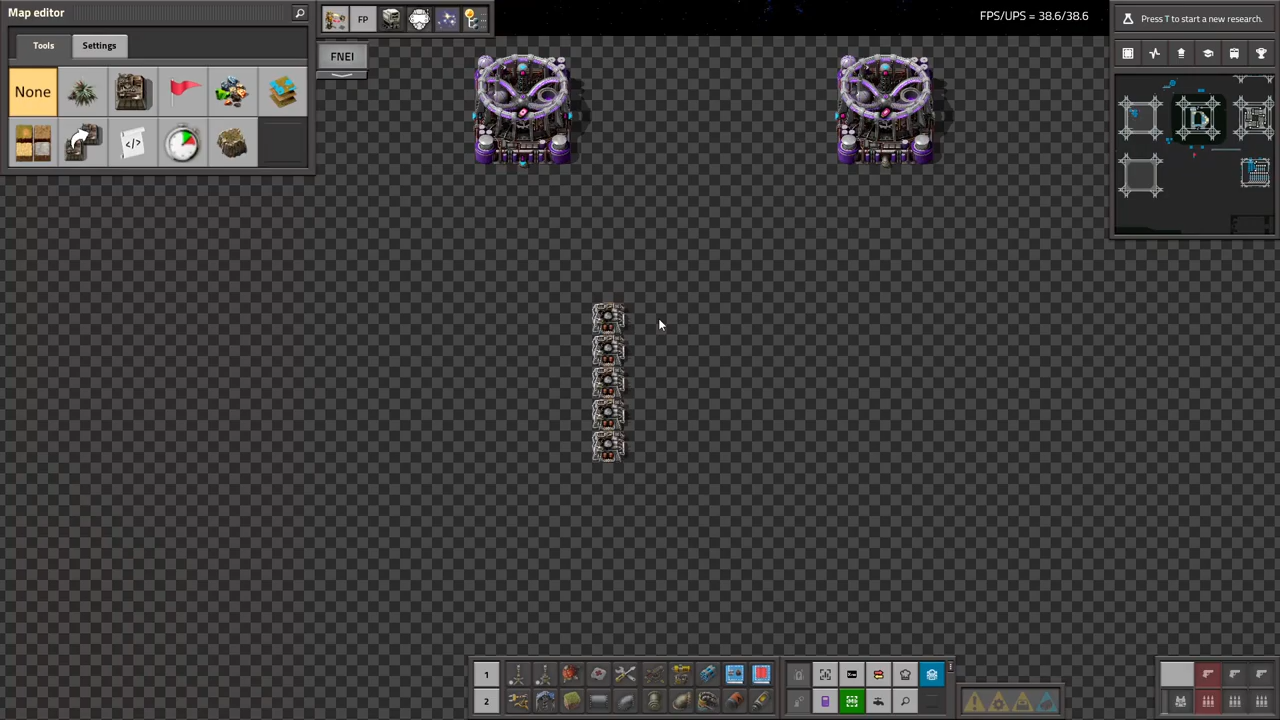 Map editor
FP
FPS/UPS = 38.6/38.6
Press T to start a new research.
Tools
Settings
FNEI
None
</>
1
2